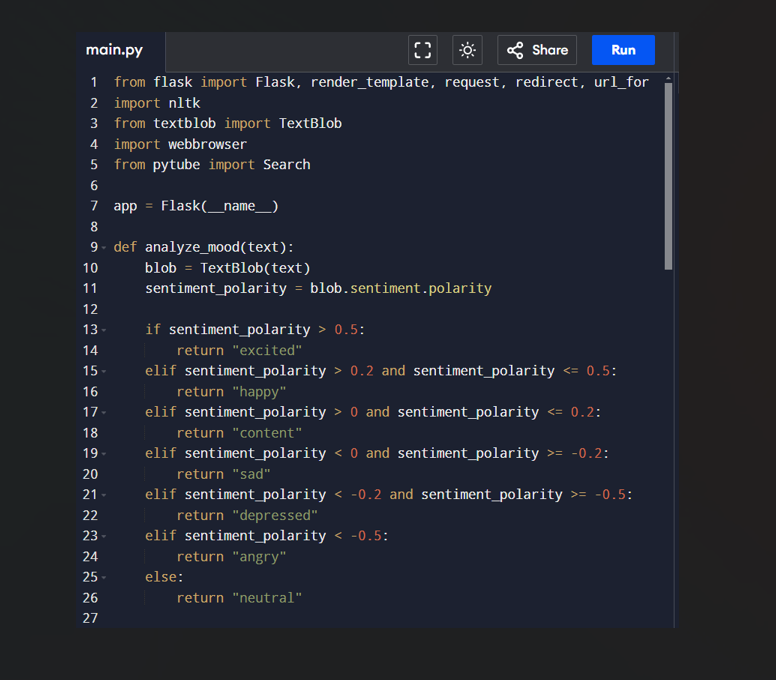 main.py Share Run
1 from flask import Flask, render_template, request, redirect, url_for
2 import nltk
3 from textblob import TextBlob
4 import webbrowser
5 from pytube import Search
6
7 app = Flask(__name__)
8
9 def analyze_mood(text):
10     blob = TextBlob(text)
11     sentiment_polarity = blob.sentiment.polarity
12
13     if sentiment_polarity > 0.5:
14         return "excited"
15     elif sentiment_polarity > 0.2 and sentiment_polarity <= 0.5:
16         return "happy"
17     elif sentiment_polarity > 0 and sentiment_polarity <= 0.2:
18         return "content"
19     elif sentiment_polarity < 0 and sentiment_polarity >= -0.2:
20         return "sad"
21     elif sentiment_polarity < -0.2 and sentiment_polarity >= -0.5:
22         return "depressed"
23     elif sentiment_polarity < -0.5:
24         return "angry"
25     else:
26         return "neutral"
27